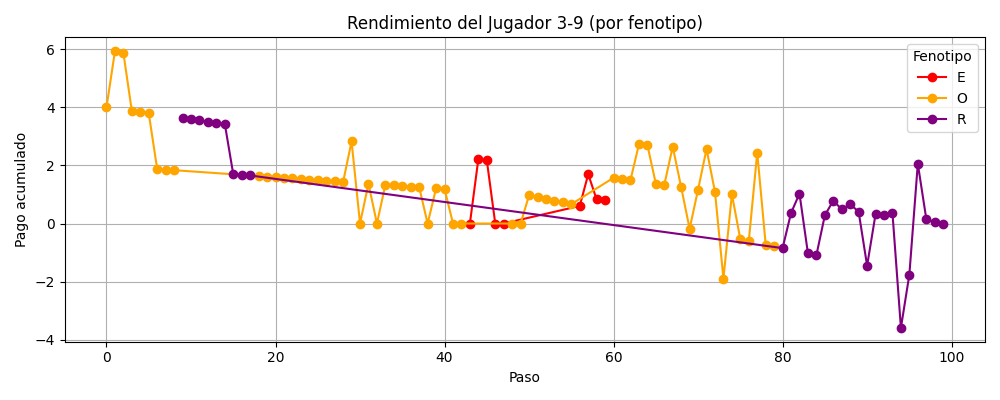 Rendimiento del Jugador 3-9 (por fenotipo)
Pago acumulado
6
4
2
0
−2
−4
Fenotipo
E
O
R
0 20 40 60 80 100
Paso